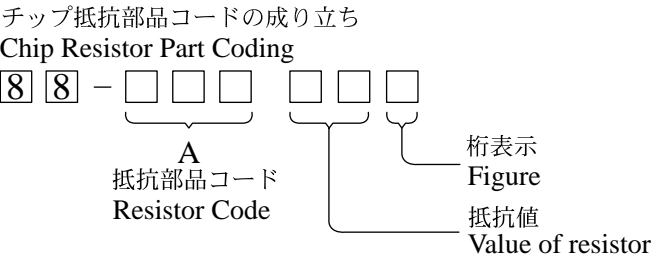 チップ抵抗部品コードの成り立ち
Chip Resistor Part Coding
8 8 - □ □ □ □ □ □
A
抵抗部品コード
Resistor Code
桁表示
Figure
抵抗値
Value of resistor